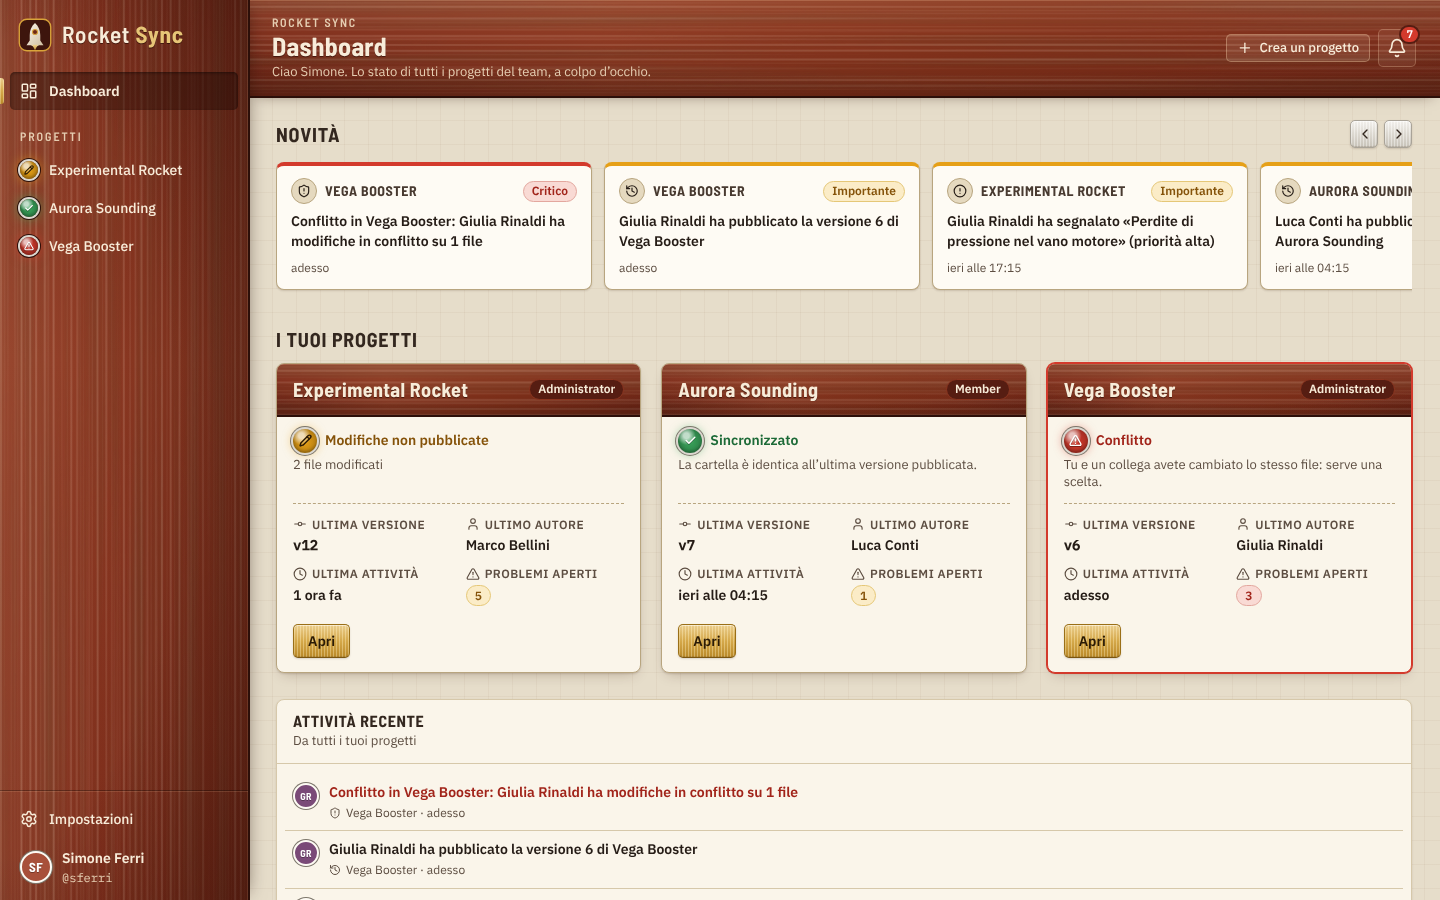 Rocket Sync
Dashboard
PROGETTI
Experimental Rocket
Aurora Sounding
Vega Booster
Impostazioni
SF
Simone Ferri
@sferri
ROCKET SYNC
Dashboard
Ciao Simone. Lo stato di tutti i progetti del team, a colpo d'occhio.
Crea un progetto
7
NOVITÀ
VEGA BOOSTER
Critico
Conflitto in Vega Booster: Giulia Rinaldi ha
modifiche in conflitto su 1 file
adesso
VEGA BOOSTER
Importante
Giulia Rinaldi ha pubblicato la versione 6 di
Vega Booster
adesso
EXPERIMENTAL ROCKET
Importante
Giulia Rinaldi ha segnalato «Perdite di
pressione nel vano motore» (priorità alta)
ieri alle 17:15
AURORA SOUNDIN
Luca Conti ha pubblic
Aurora Sounding
ieri alle 04:15
I TUOI PROGETTI
Experimental Rocket
Administrator
Modifiche non pubblicate
2 file modificati
ULTIMA VERSIONE
v12
ULTIMO AUTORE
Marco Bellini
ULTIMA ATTIVITÀ
1 ora fa
PROBLEMI APERTI
5
Apri
Aurora Sounding
Member
Sincronizzato
La cartella è identica all'ultima versione pubblicata.
ULTIMA VERSIONE
v7
ULTIMO AUTORE
Luca Conti
ULTIMA ATTIVITÀ
ieri alle 04:15
PROBLEMI APERTI
1
Apri
Vega Booster
Administrator
Conflitto
Tu e un collega avete cambiato lo stesso file: serve una
scelta.
ULTIMA VERSIONE
v6
ULTIMO AUTORE
Giulia Rinaldi
ULTIMA ATTIVITÀ
adesso
PROBLEMI APERTI
3
Apri
ATTIVITÀ RECENTE
Da tutti i tuoi progetti
GR
Conflitto in Vega Booster: Giulia Rinaldi ha modifiche in conflitto su 1 file
Vega Booster · adesso
GR
Giulia Rinaldi ha pubblicato la versione 6 di Vega Booster
Vega Booster · adesso